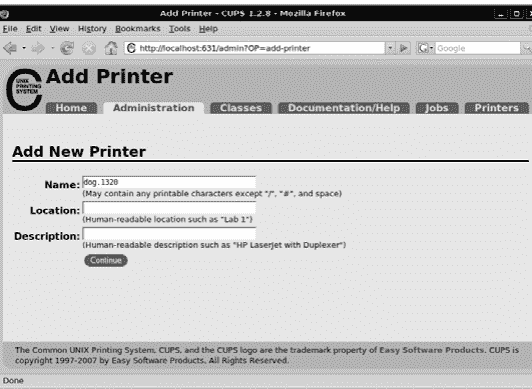 Add Printer - CUPS 1.2.8 - Mozilla Firefox
File Edit View History Bookmarks Tools Help
http://localhost:631/admin?OP=add-printer
G Google
UNIX PRINTING SYSTEM
Add Printer
Home Administration Classes Documentation/Help Jobs Printers
Add New Printer
Name: dog.1320
(May contain any printable characters except "/", "#", and space)
Location:
(Human-readable location such as "Lab 1")
Description:
(Human-readable description such as "HP LaserJet with Duplexer")
Continue
The Common UNIX Printing System, CUPS, and the CUPS logo are the trademark property of Easy Software Products. CUPS is
copyright 1997-2007 by Easy Software Products, All Rights Reserved.
Done